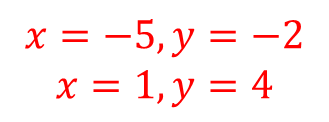 x = −5, y = −2
x = 1, y = 4